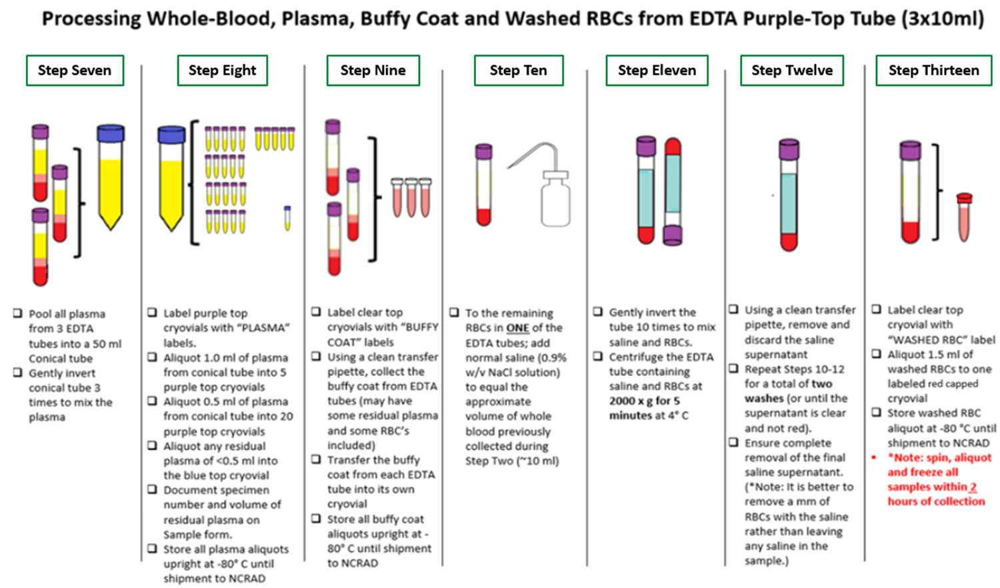 Processing Whole-Blood, Plasma, Buffy Coat and Washed RBCs from EDTA Purple-Top Tube (3x10ml)
Step Seven
❑ Pool all plasma
from 3 EDTA
tubes into a 50 ml
Conical tube
❑ Gently invert
conical tube 3
times to mix the
plasma
Step Eight
❑ Label purple top
cryovials with “PLASMA”
labels.
❑ Aliquot 1.0 ml of plasma
from conical tube into 5
purple top cryovials
❑ Aliquot 0.5 ml of plasma
from conical tube into 20
purple top cryovials
❑ Aliquot any residual
plasma of <0.5 ml into
the blue top cryovial
❑ Document specimen
number and volume of
residual plasma on
Sample form.
❑ Store all plasma aliquots
upright at -80° C until
shipment to NCRAD
Step Nine
❑ Label clear top
cryovials with “BUFFY
COAT” labels
❑ Using a clean transfer
pipette, collect the
buffy coat from EDTA
tubes (may have
some residual plasma
and some RBC’s
included)
❑ Transfer the buffy
coat from each EDTA
tube into its own
cryovial
❑ Store all buffy coat
aliquots upright at -
80° C until shipment
to NCRAD
Step Ten
❑ To the remaining
RBCs in ONE of the
EDTA tubes; add
normal saline (0.9%
w/v NaCl solution)
to equal the
approximate
volume of whole
blood previously
collected during
Step Two (~10 ml)
Step Eleven
❑ Gently invert the
tube 10 times to mix
saline and RBCs.
❑ Centrifuge the EDTA
tube containing
saline and RBCs at
2000 x g for 5
minutes at 4° C
Step Twelve
❑ Using a clean transfer
pipette, remove and
discard the saline
supernatant
❑ Repeat Steps 10-12
for a total of two
washes (or until the
supernatant is clear
and not red).
❑ Ensure complete
removal of the final
saline supernatant.
(*Note: It is better to
remove a mm of
RBCs with the saline
rather than leaving
any saline in the
sample.)
Step Thirteen
❑ Label clear top
cryovial with
“WASHED RBC” label
❑ Aliquot 1.5 ml of
washed RBCs to one
labeled red capped
cryovial
❑ Store washed RBC
aliquot at -80 °C until
shipment to NCRAD
▪ *Note: spin, aliquot
and freeze all
samples within 2
hours of collection